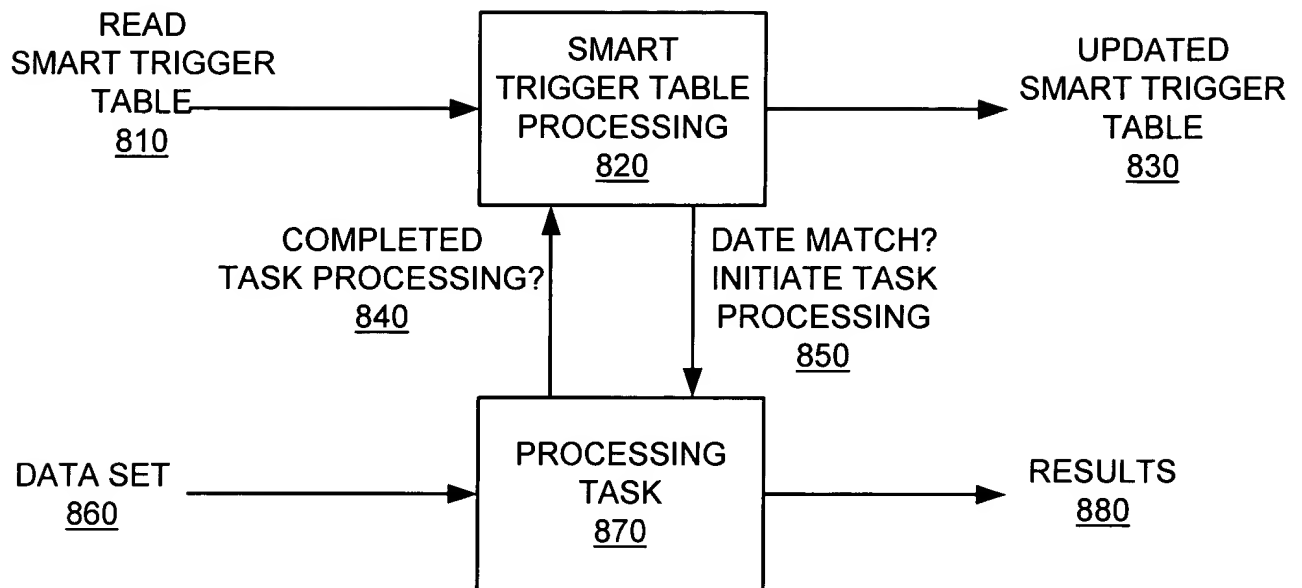 READ
SMART TRIGGER
TABLE
810
SMART
TRIGGER TABLE
PROCESSING
820
UPDATED
SMART TRIGGER
TABLE
830
COMPLETED
TASK PROCESSING?
840
DATE MATCH?
INITIATE TASK
PROCESSING
850
DATA SET
860
PROCESSING
TASK
870
RESULTS
880